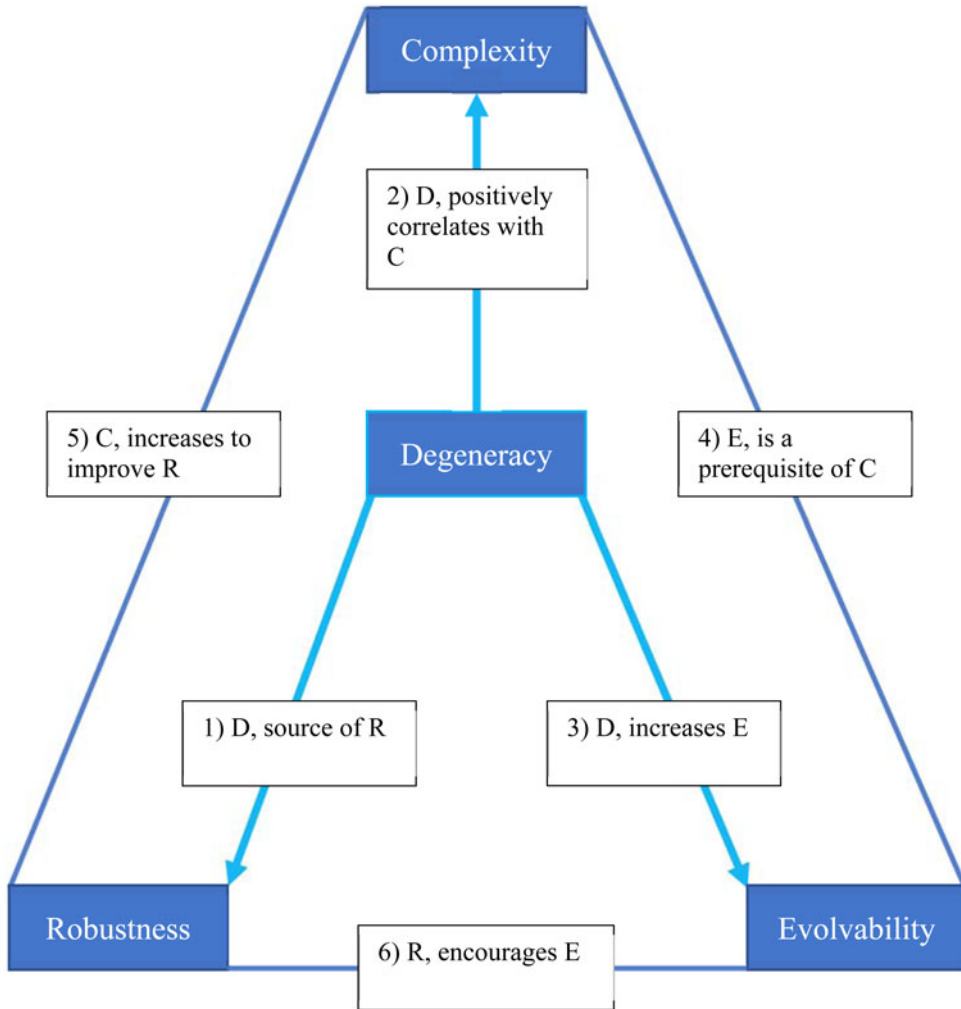 Complexity
2) D, positively
correlates with
C
5) C, increases to
improve R
Degeneracy
4) E, is a
prerequisite of C
1) D, source of R
3) D, increases E
Robustness
6) R, encourages E
Evolvability